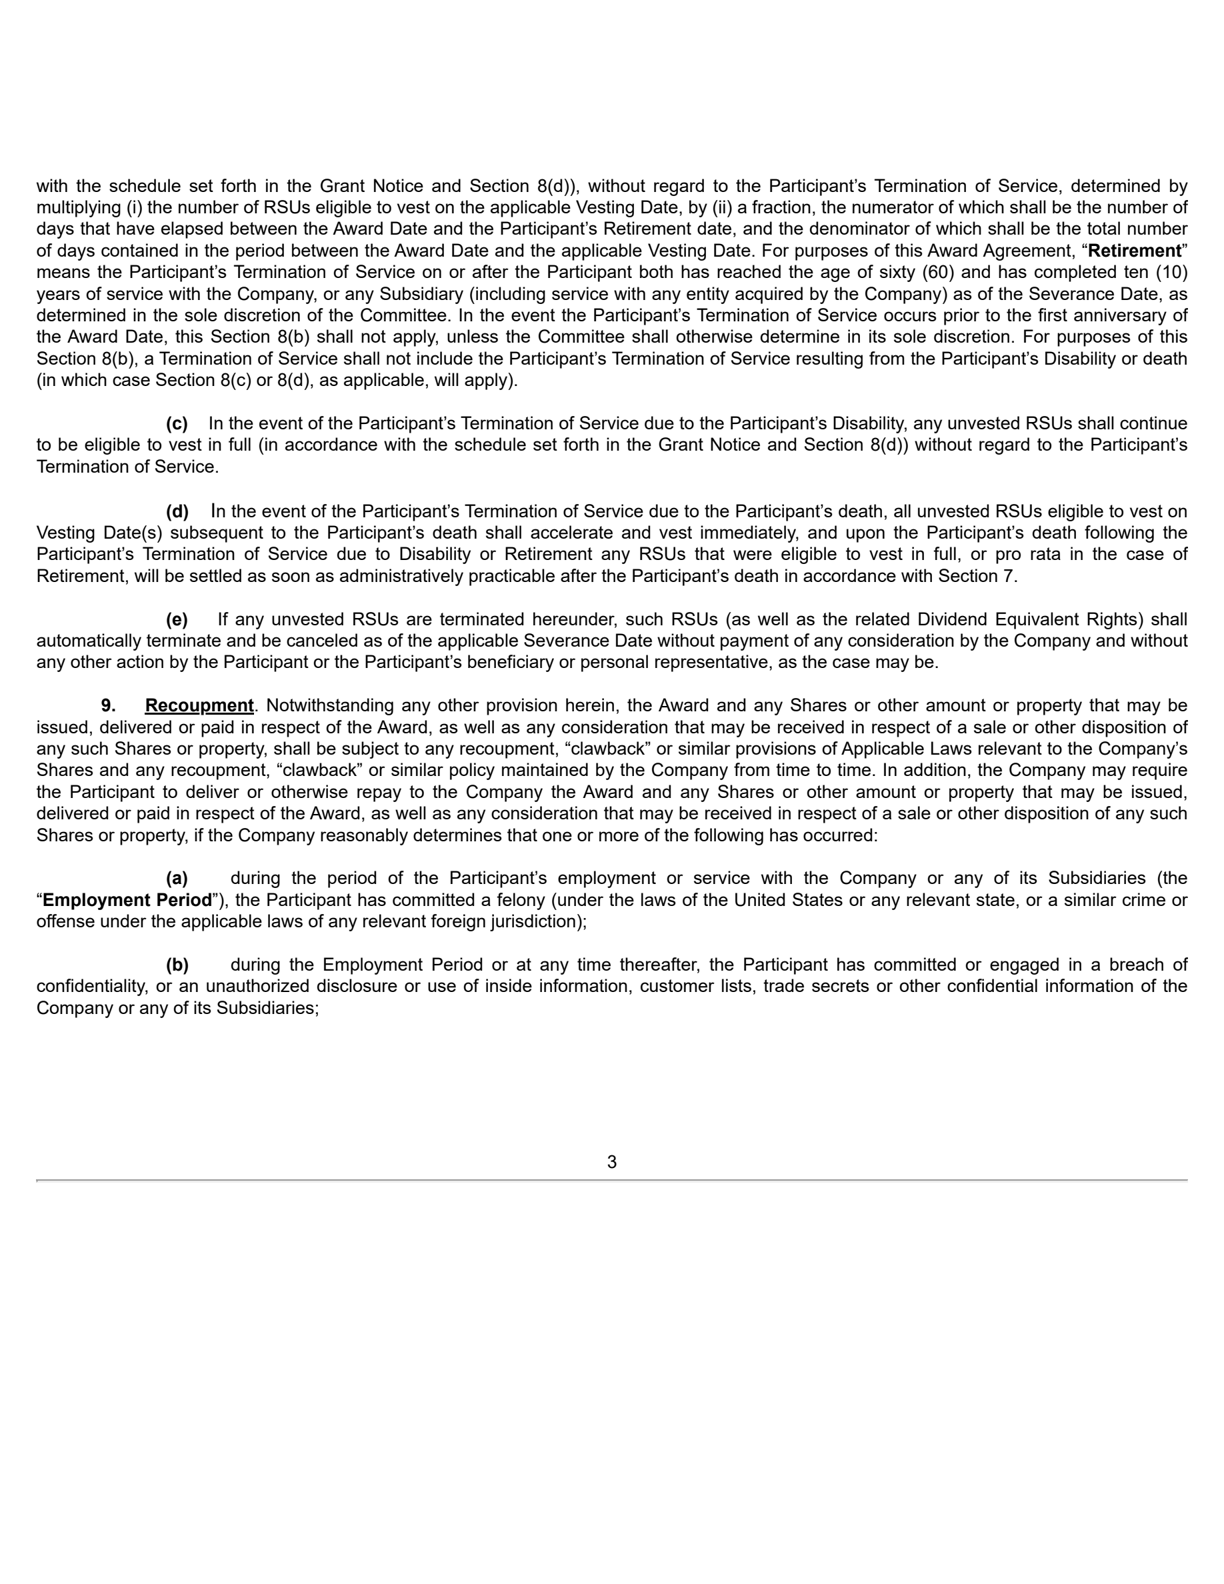 with the schedule set forth in the Grant Notice and Section 8(d)), without regard to the Participant’s Termination of Service, determined by
multiplying (i) the number of RSUs eligible to vest on the applicable Vesting Date, by (ii) a fraction, the numerator of which shall be the number of
days that have elapsed between the Award Date and the Participant’s Retirement date, and the denominator of which shall be the total number
of days contained in the period between the Award Date and the applicable Vesting Date. For purposes of this Award Agreement, “Retirement”
means the Participant’s Termination of Service on or after the Participant both has reached the age of sixty (60) and has completed ten (10)
years of service with the Company, or any Subsidiary (including service with any entity acquired by the Company) as of the Severance Date, as
determined in the sole discretion of the Committee. In the event the Participant’s Termination of Service occurs prior to the first anniversary of
the Award Date, this Section 8(b) shall not apply, unless the Committee shall otherwise determine in its sole discretion. For purposes of this
Section 8(b), a Termination of Service shall not include the Participant’s Termination of Service resulting from the Participant’s Disability or death
(in which case Section 8(c) or 8(d), as applicable, will apply).
(c) In the event of the Participant’s Termination of Service due to the Participant’s Disability, any unvested RSUs shall continue
to be eligible to vest in full (in accordance with the schedule set forth in the Grant Notice and Section 8(d)) without regard to the Participant’s
Termination of Service.
(d) In the event of the Participant’s Termination of Service due to the Participant’s death, all unvested RSUs eligible to vest on
Vesting Date(s) subsequent to the Participant’s death shall accelerate and vest immediately, and upon the Participant’s death following the
Participant’s Termination of Service due to Disability or Retirement any RSUs that were eligible to vest in full, or pro rata in the case of
Retirement, will be settled as soon as administratively practicable after the Participant’s death in accordance with Section 7.
(e) If any unvested RSUs are terminated hereunder, such RSUs (as well as the related Dividend Equivalent Rights) shall
automatically terminate and be canceled as of the applicable Severance Date without payment of any consideration by the Company and without
any other action by the Participant or the Participant’s beneficiary or personal representative, as the case may be.
9. Recoupment. Notwithstanding any other provision herein, the Award and any Shares or other amount or property that may be
issued, delivered or paid in respect of the Award, as well as any consideration that may be received in respect of a sale or other disposition of
any such Shares or property, shall be subject to any recoupment, “clawback” or similar provisions of Applicable Laws relevant to the Company’s
Shares and any recoupment, “clawback” or similar policy maintained by the Company from time to time. In addition, the Company may require
the Participant to deliver or otherwise repay to the Company the Award and any Shares or other amount or property that may be issued,
delivered or paid in respect of the Award, as well as any consideration that may be received in respect of a sale or other disposition of any such
Shares or property, if the Company reasonably determines that one or more of the following has occurred:
(a) during the period of the Participant’s employment or service with the Company or any of its Subsidiaries (the
“Employment Period”), the Participant has committed a felony (under the laws of the United States or any relevant state, or a similar crime or
offense under the applicable laws of any relevant foreign jurisdiction);
(b) during the Employment Period or at any time thereafter, the Participant has committed or engaged in a breach of
confidentiality, or an unauthorized disclosure or use of inside information, customer lists, trade secrets or other confidential information of the
Company or any of its Subsidiaries;
3